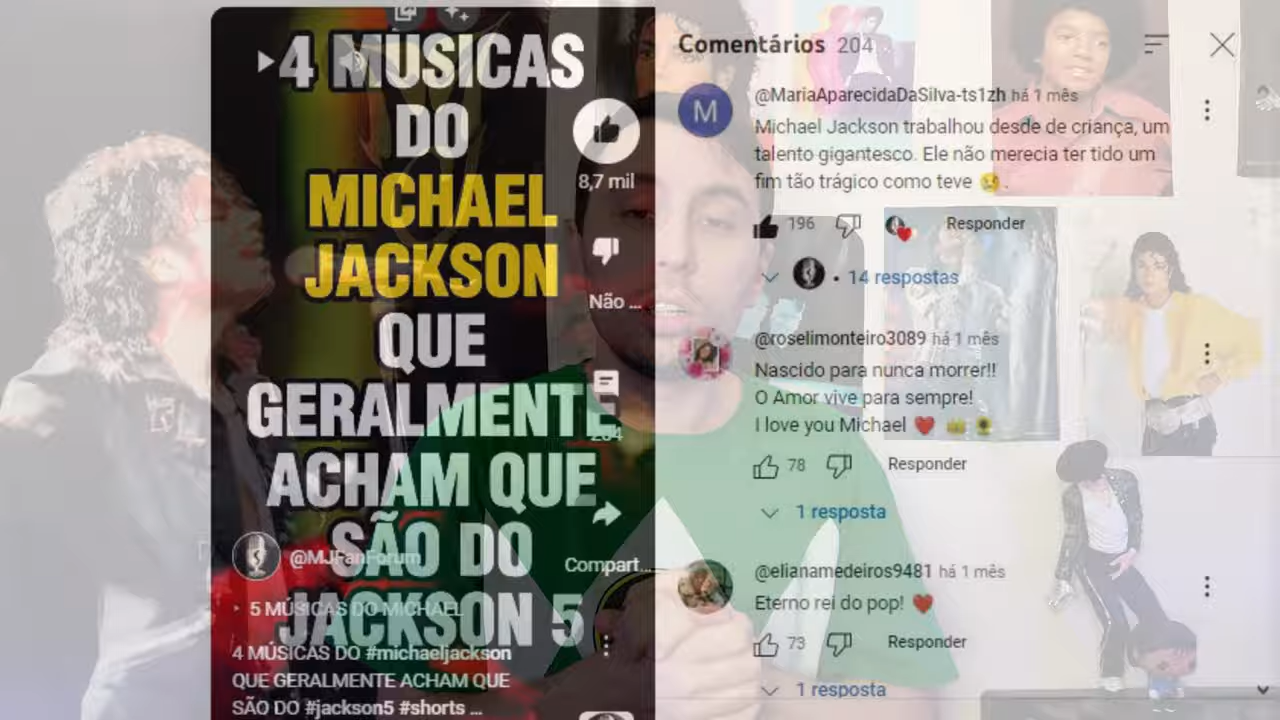 4 MÚSICAS
DO
MICHAEL
JACKSON
QUE
GERALMENTE
ACHAM QUE
SÃO DO
JACKSON 5
8,7 mil
Não ...
204
Compart...
@MJFanForum
5 MÚSICAS DO MICHAEL
4 MÚSICAS DO #michaeljackson
QUE GERALMENTE ACHAM QUE
SÃO DO #jackson5 #shorts ...
Comentários 204
M
@MariaAparecidaDaSilva-ts1zh há 1 mês
Michael Jackson trabalhou desde de criança, um
talento gigantesco. Ele não merecia ter tido um
fim tão trágico como teve 😢 .
196 Responder
14 respostas
@roselimonteiro3089 há 1 mês
Nascido para nunca morrer!!
O Amor vive para sempre!
I love you Michael ❤️ 👑 🌻
78 Responder
1 resposta
@elianamedeiros9481 há 1 mês
Eterno rei do pop! ❤️
73 Responder
1 resposta